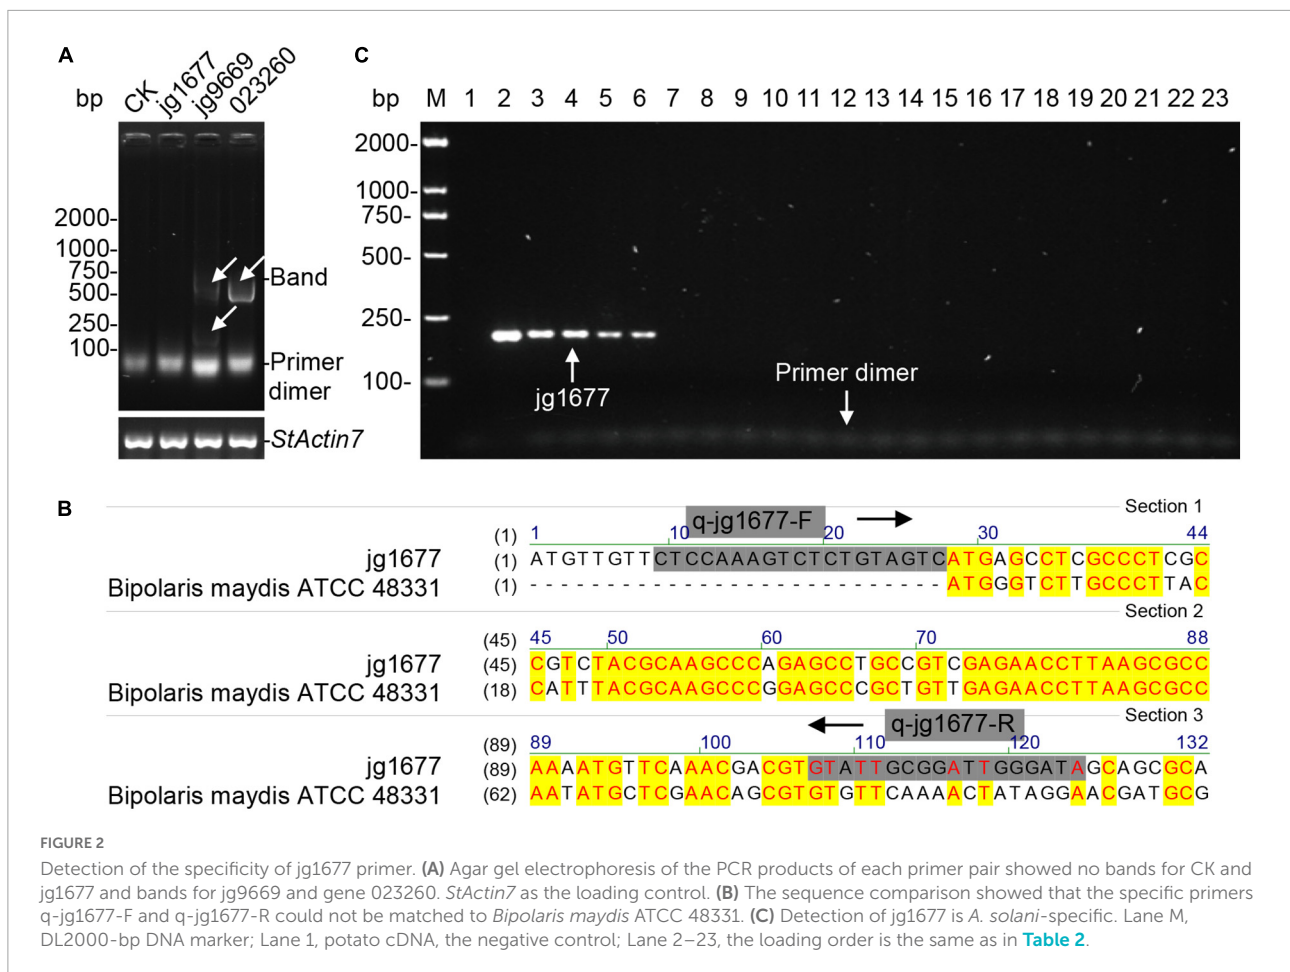 A
bp CK jg1677 jg9669 023260
2000-
1000-
750-
500-
250-
100-
-Band
-Primer
dimer
-StActin7
C
bp M 1 2 3 4 5 6 7 8 9 10 11 12 13 14 15 16 17 18 19 20 21 22 23
2000-
1000-
750-
500-
250-
100-
jg1677
Primer dimer
B
Section 1
q-jg1677-F
(1) 1 10 20 30 44
jg1677 (1) ATGTTGTTCTCCAAAGTCTCTGTAGTCATGAGCCTCGCCCTCGC
Bipolaris maydis ATCC 48331 (1) ---------------------------ATGGGTCTTGCCCTTAC
Section 2
(45) 45 50 60 70 88
jg1677 (45) CGTCTACGCAAGCCCAGAGCCTGCCGTCGAGAACCTTAAGCGCC
Bipolaris maydis ATCC 48331 (18) CATTTACGCAAGCCCGGAGCCCGCTGTTGAGAACCTTAAGCGCC
Section 3
q-jg1677-R
(89) 89 100 110 120 132
jg1677 (89) AAAATGTTCAAACGACGTGTATTGCGGATTGGGATAGCAGCGCA
Bipolaris maydis ATCC 48331 (62) AATATGCTCGAACAGCGTGTGTTCAAAACTATAGGAACGATGCG
FIGURE 2
Detection of the specificity of jg1677 primer. (A) Agar gel electrophoresis of the PCR products of each primer pair showed no bands for CK and
jg1677 and bands for jg9669 and gene 023260. StActin7 as the loading control. (B) The sequence comparison showed that the specific primers
q-jg1677-F and q-jg1677-R could not be matched to Bipolaris maydis ATCC 48331. (C) Detection of jg1677 is A. solani-specific. Lane M,
DL2000-bp DNA marker; Lane 1, potato cDNA, the negative control; Lane 2–23, the loading order is the same as in Table 2.